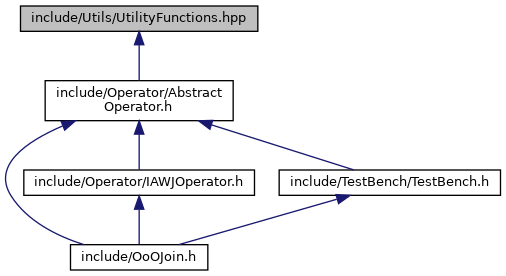 include/Utils/UtilityFunctions.hpp
include/Operator/Abstract
Operator.h
include/Operator/IAWJOperator.h
include/TestBench/TestBench.h
include/OoOJoin.h